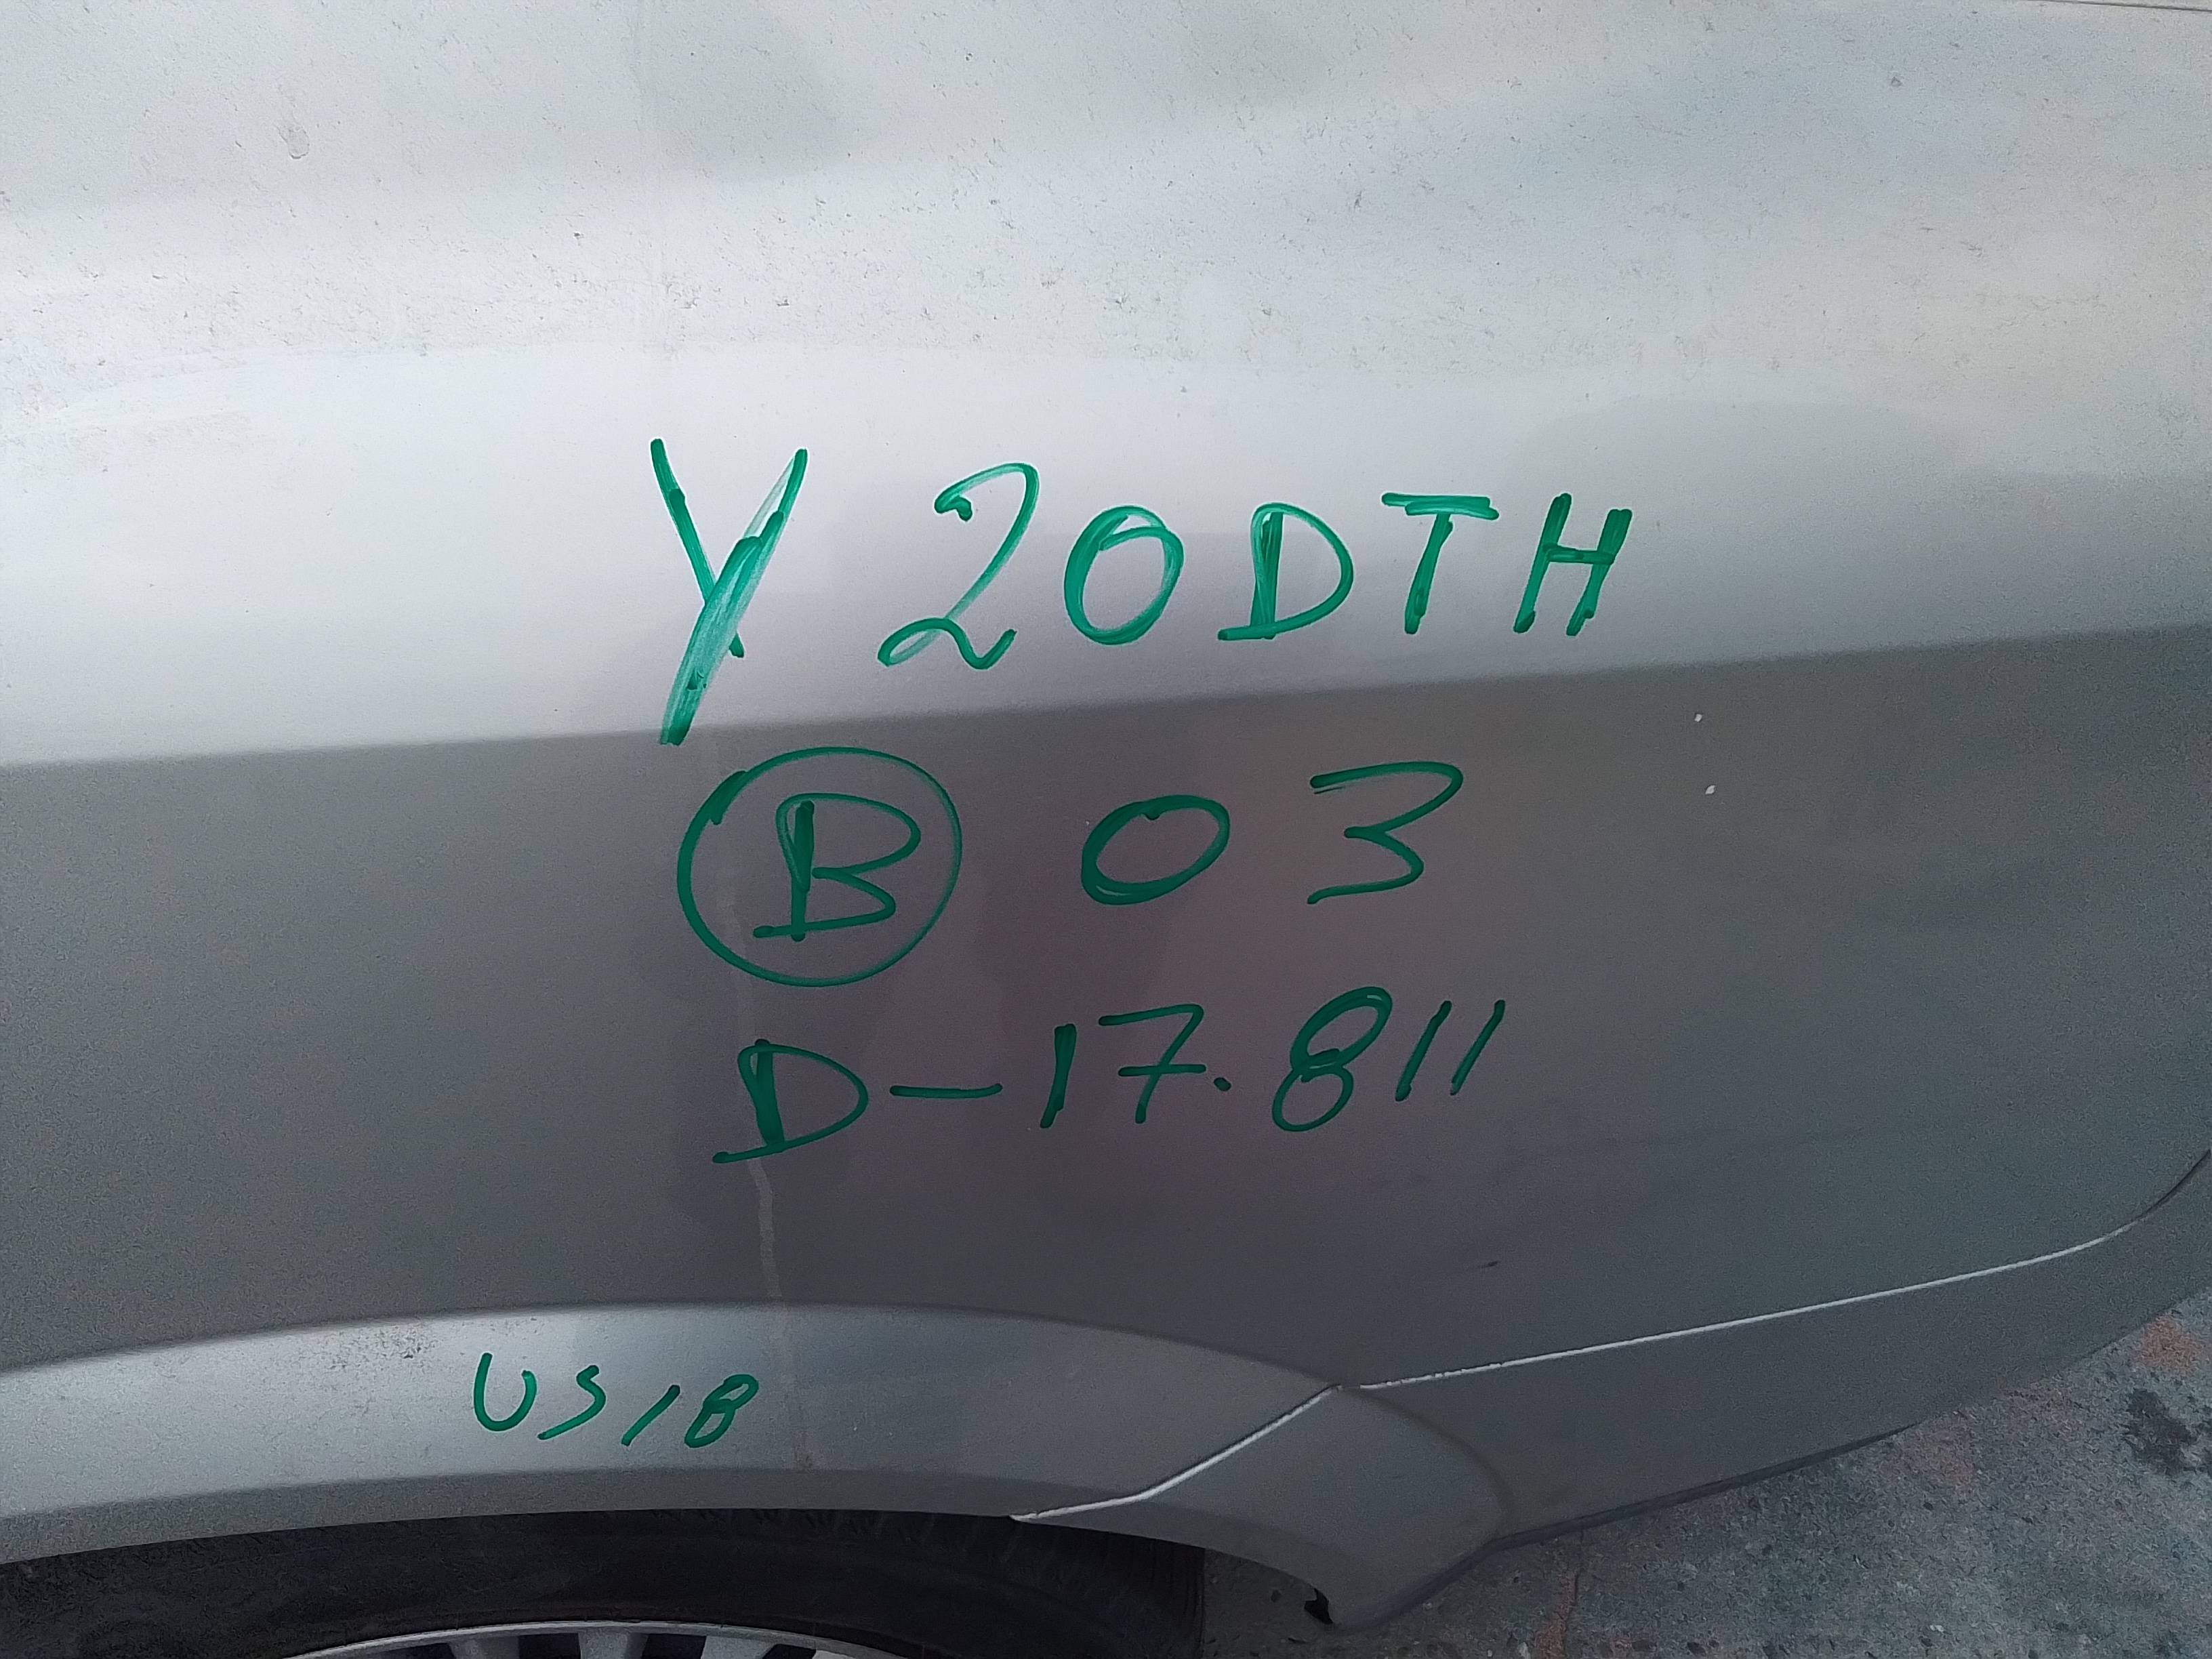 Y20DTH
B 03
D-17.811
US18